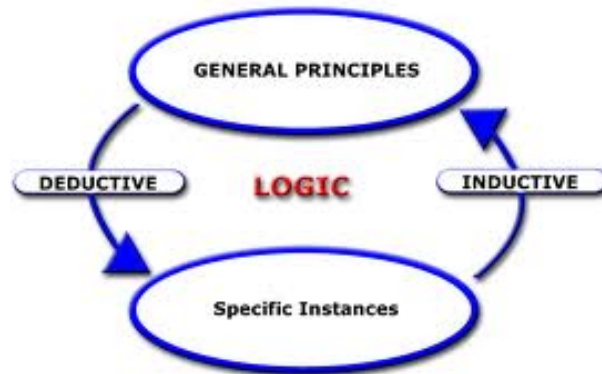 GENERAL PRINCIPLES
DEDUCTIVE
LOGIC
INDUCTIVE
Specific Instances